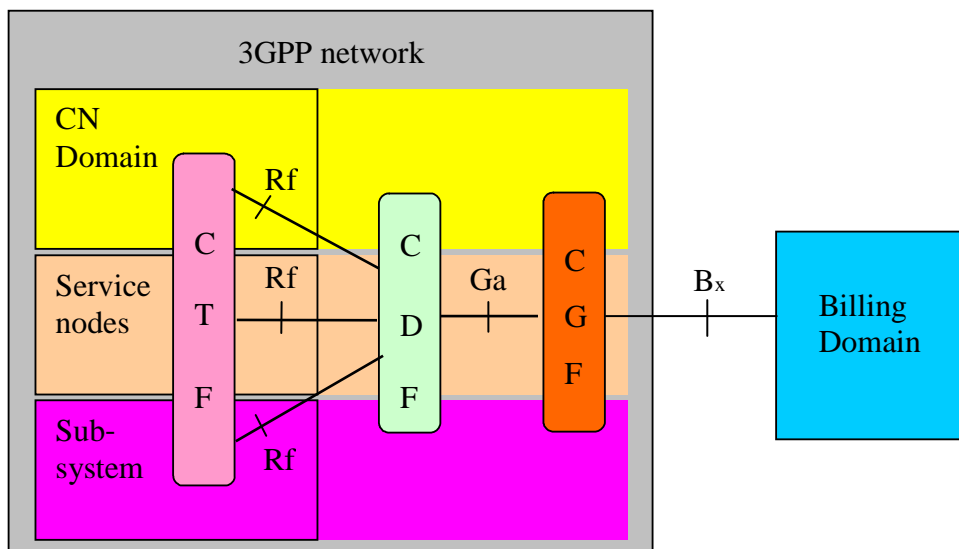 3GPP network
CN
Domain
Rf
C
T
F
Service
nodes
Rf
Sub-
system
Rf
C
D
F
Ga
C
G
F
Bx
Billing
Domain